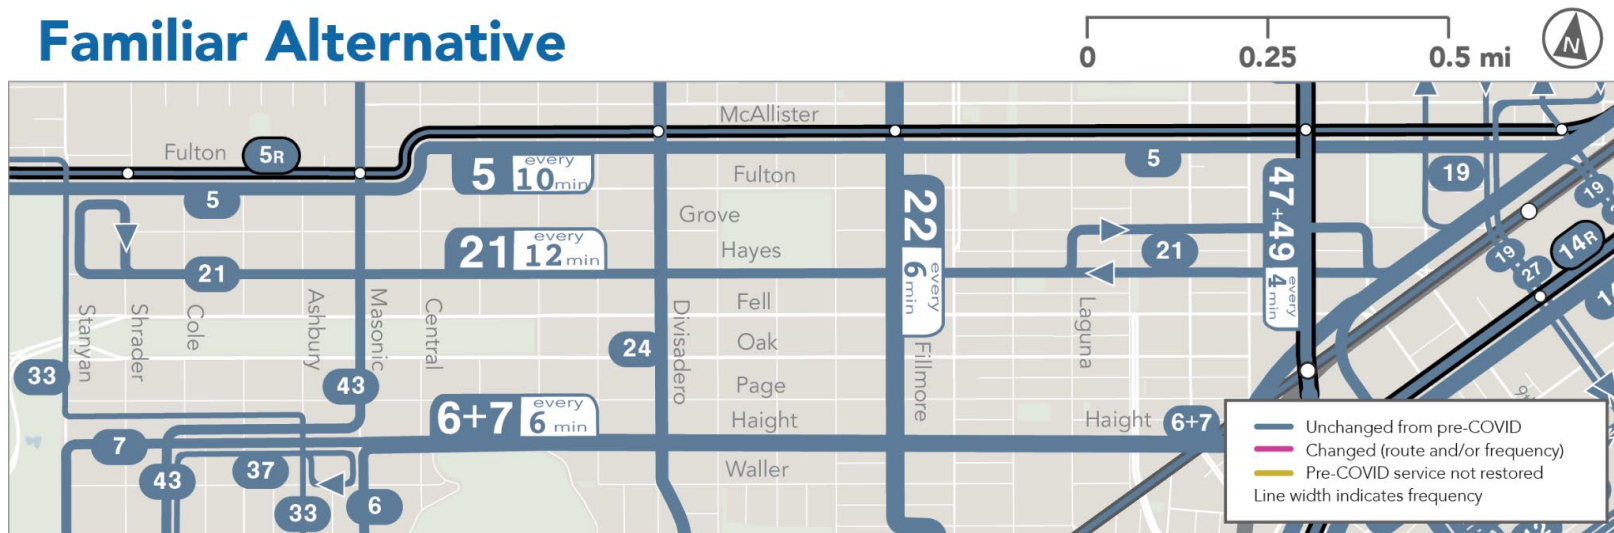 Familiar Alternative
0 0.25 0.5 mi
N
McAllister
Fulton
5R
5 every 10 min
Fulton
5
19
5
47+49 every 4 min
22 every 6 min
19
Grove
21 every 12 min
Hayes
21
21
19
27
14R
Stanyan
Shrader
Cole
Ashbury
Masonic
Central
Divisadero
Fell
Oak
Page
Haight
Waller
Fillmore
Laguna
24
33
43
6+7 every 6 min
Haight
6+7
7
43
37
33
6
Unchanged from pre-COVID
Changed (route and/or frequency)
Pre-COVID service not restored
Line width indicates frequency